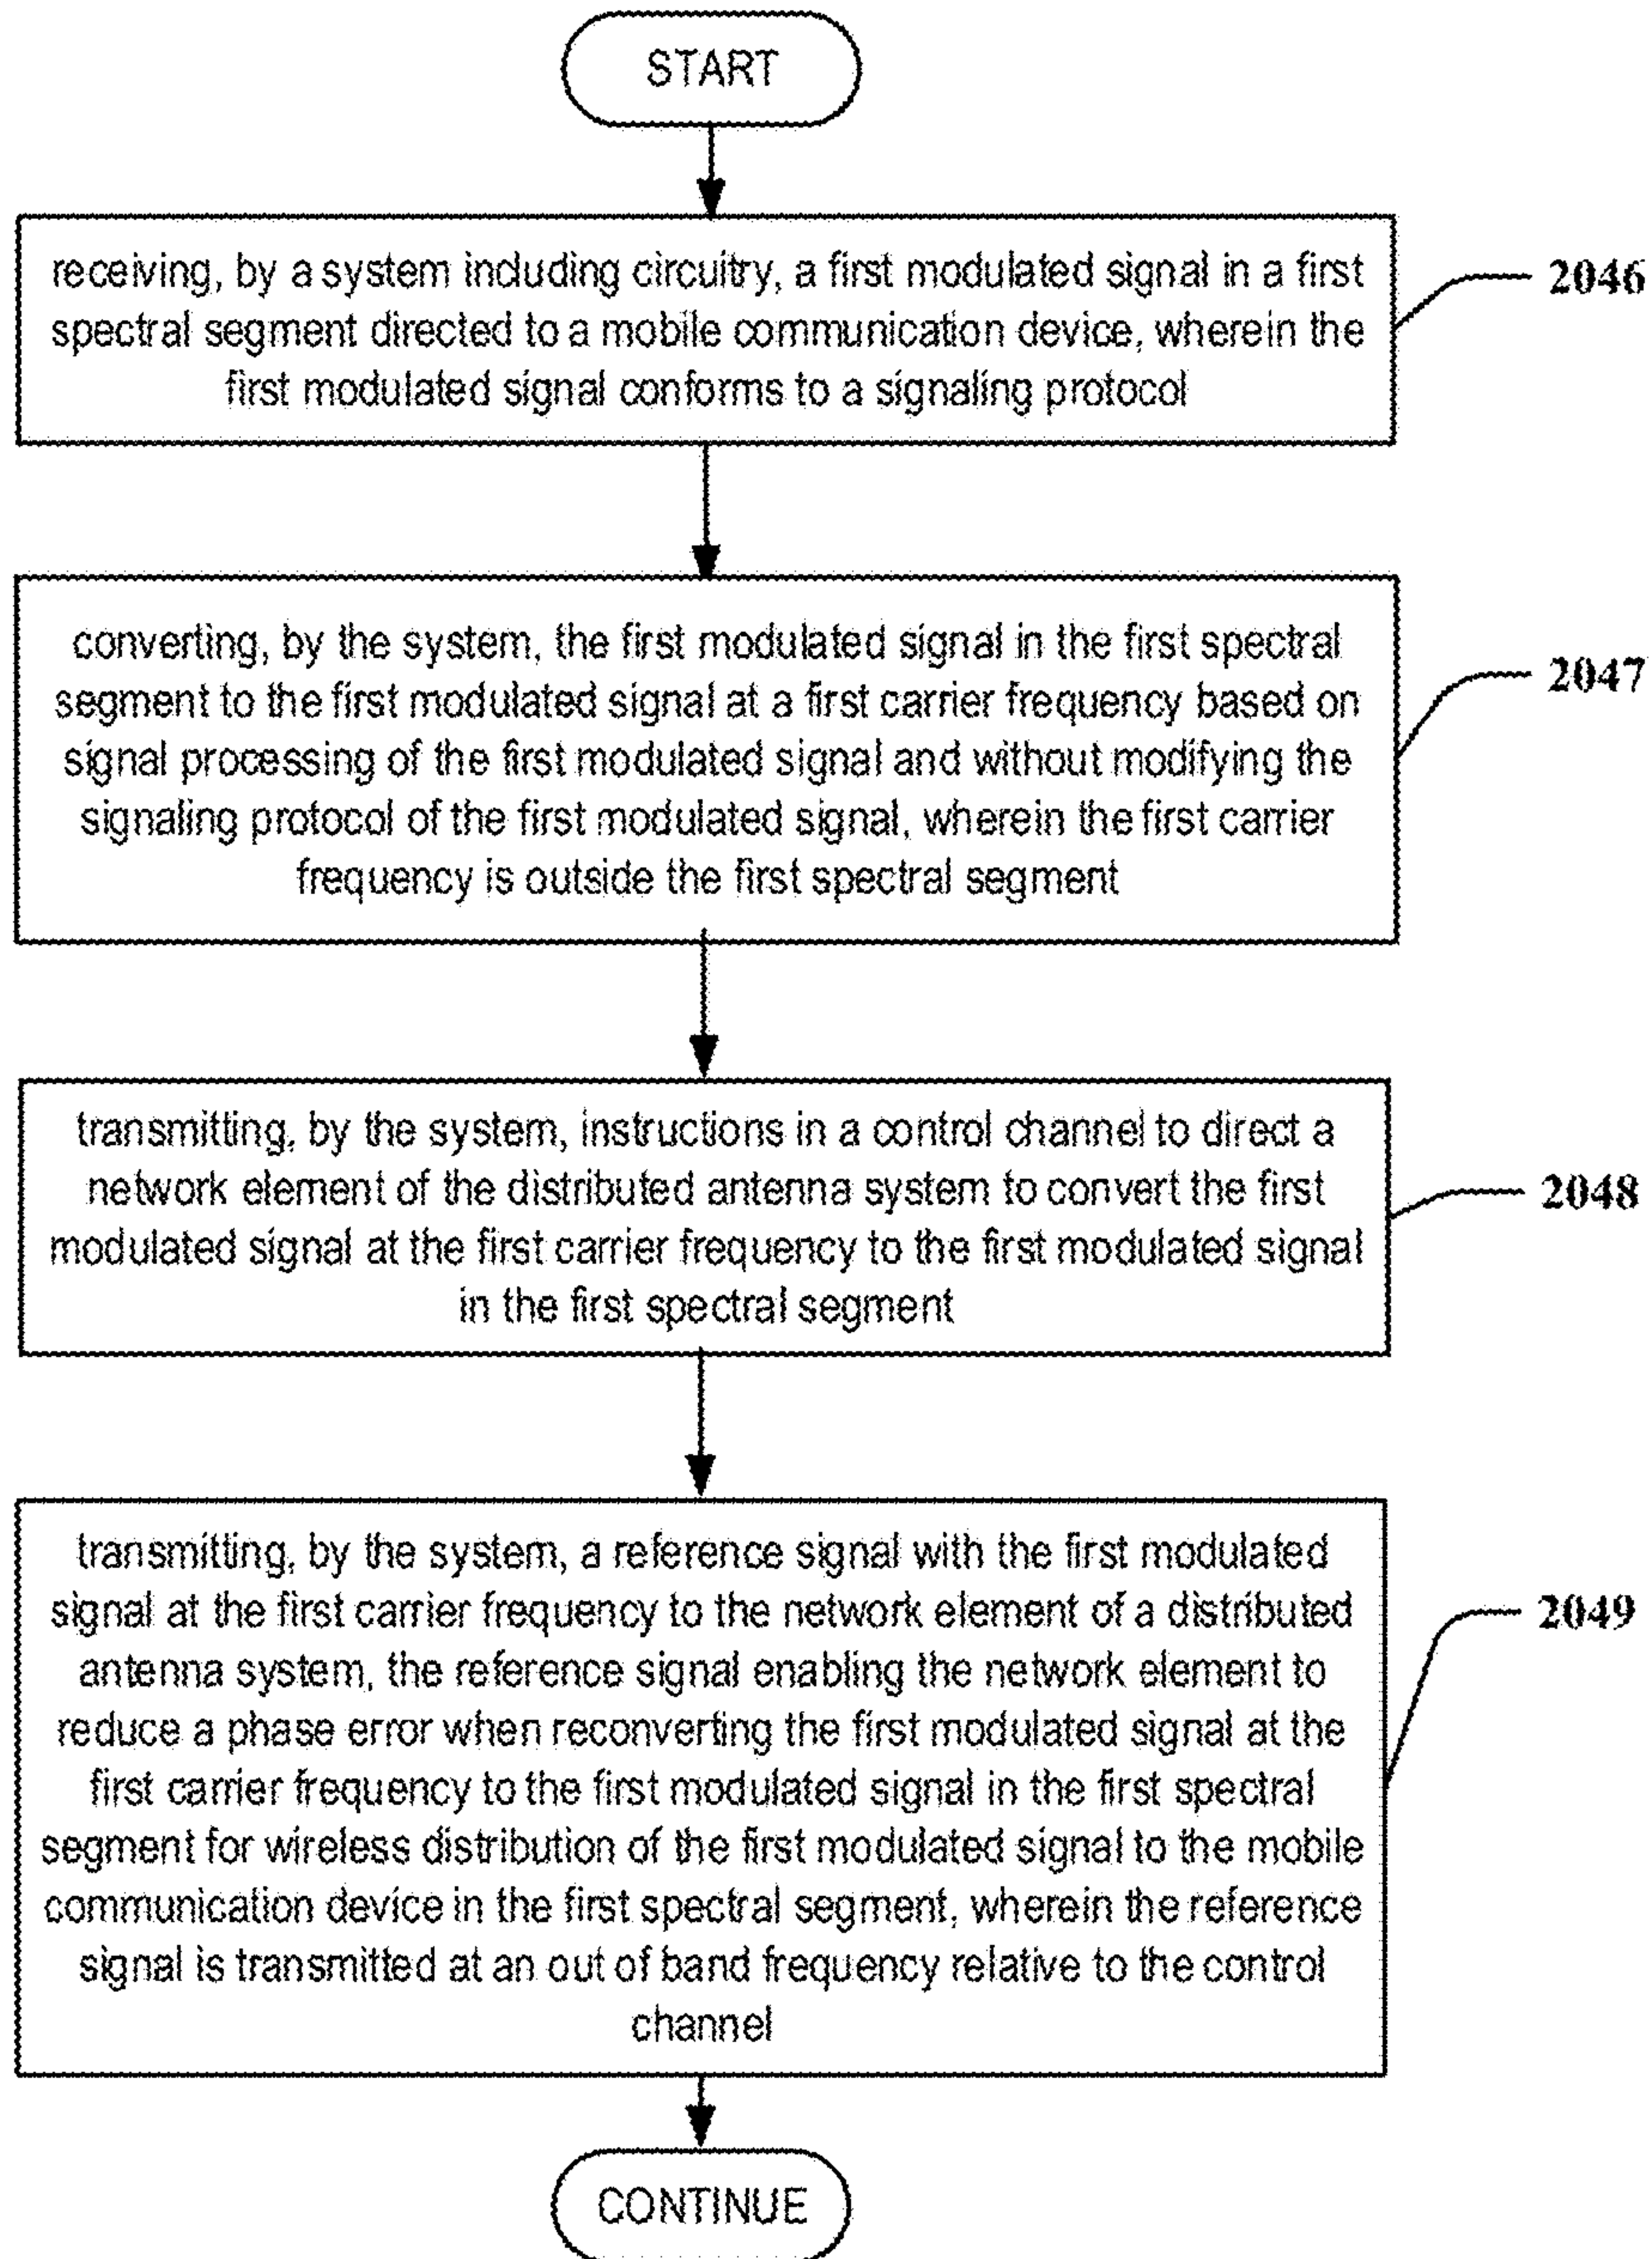 START
receiving, by a system including circuitry, a first modulated signal in a first
spectral segment directed to a mobile communication device, wherein the
first modulated signal conforms to a signaling protocol
2046
converting, by the system, the first modulated signal in the first spectral
segment to the first modulated signal at a first carrier frequency based on
signal processing of the first modulated signal and without modifying the
signaling protocol of the first modulated signal, wherein the first carrier
frequency is outside the first spectral segment
2047
transmitting, by the system, instructions in a control channel to direct a
network element of the distributed antenna system to convert the first
modulated signal at the first carrier frequency to the first modulated signal
in the first spectral segment
2048
transmitting, by the system, a reference signal with the first modulated
signal at the first carrier frequency to the network element of a distributed
antenna system, the reference signal enabling the network element to
reduce a phase error when reconverting the first modulated signal at the
first carrier frequency to the first modulated signal in the first spectral
segment for wireless distribution of the first modulated signal to the mobile
communication device in the first spectral segment, wherein the reference
signal is transmitted at an out of band frequency relative to the control
channel
2049
CONTINUE